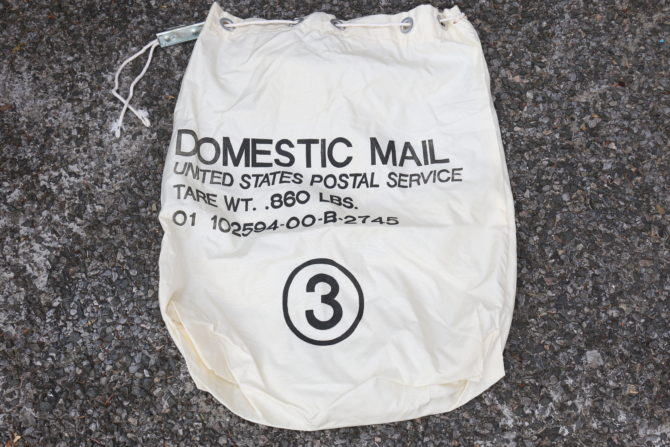 DOMESTIC MAIL
UNITED STATES POSTAL SERVICE
TARE WT. .860 LBS.
01 102594-00-B-2745
3